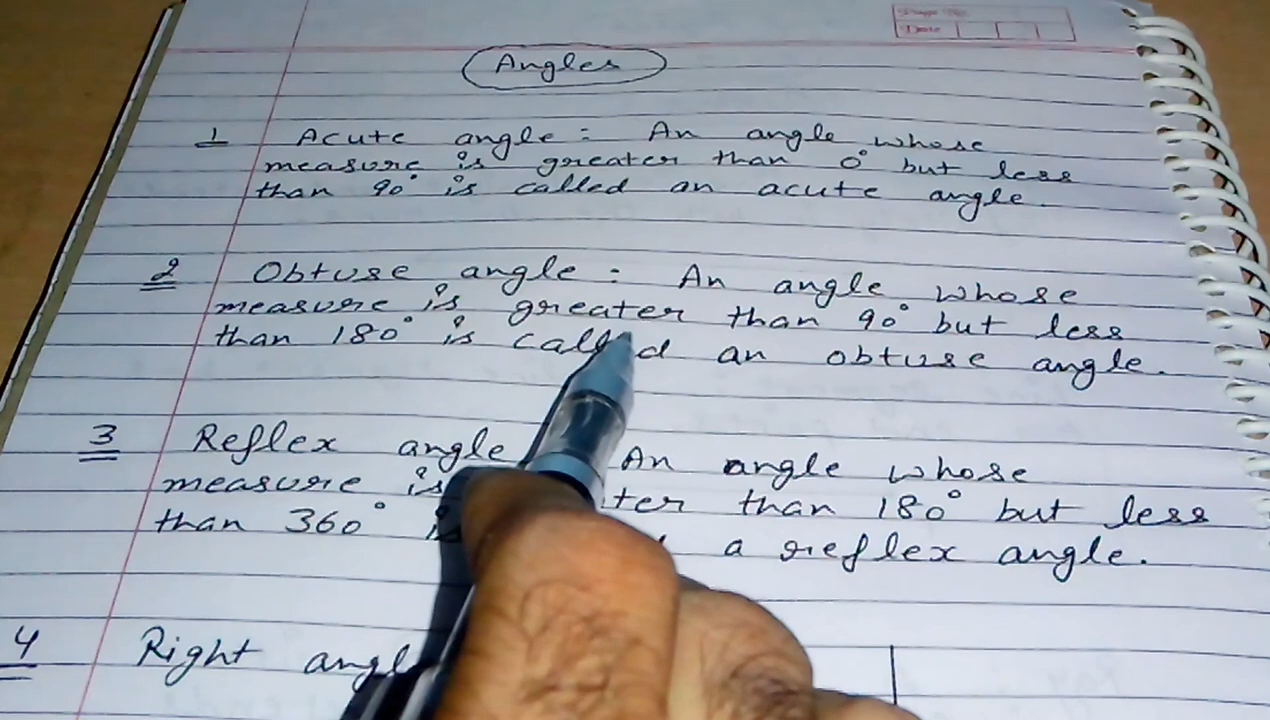 Page No.
Date
Angles
1 Acute angle : An angle whose
measure is greater than 0° but less
than 90° is called an acute angle.
2 Obtuse angle : An angle whose
measure is greater than 90° but less
than 180° is called an obtuse angle.
3 Reflex angle An angle whose
measure is ter than 180° but less
than 360° a reflex angle.
4 Right angl